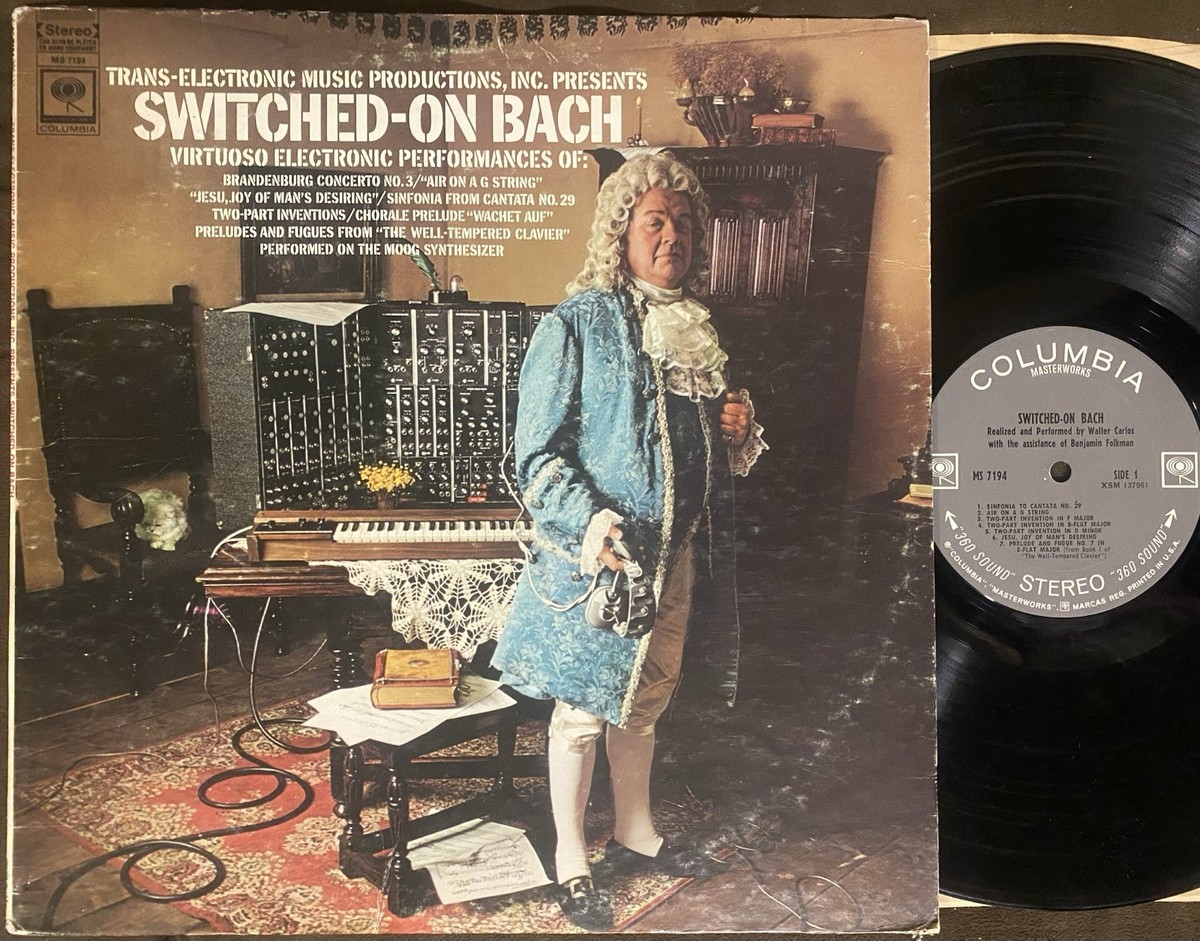 Stereo
MS 7194
COLUMBIA
TRANS-ELECTRONIC MUSIC PRODUCTIONS, INC. PRESENTS
SWITCHED-ON BACH
VIRTUOSO ELECTRONIC PERFORMANCES OF:
BRANDENBURG CONCERTO NO.3/"AIR ON A G STRING"
"JESU, JOY OF MAN'S DESIRING"/SINFONIA FROM CANTATA NO.29
TWO-PART INVENTIONS/CHORALE PRELUDE "WACHET AUF"
PRELUDES AND FUGUES FROM "THE WELL-TEMPERED CLAVIER"
PERFORMED ON THE MOOG SYNTHESIZER
COLUMBIA
MASTERWORKS
SWITCHED-ON BACH
Realized and Performed by Walter Carlos
with the assistance of Benjamin Folkman
MS 7194
SIDE 1
XSM 137961
1. SINFONIA TO CANTATA NO. 29
2. AIR ON A G STRING
3. TWO-PART INVENTION IN F MAJOR
4. TWO-PART INVENTION IN B-FLAT MAJOR
5. TWO-PART INVENTION IN D MINOR
6. JESU, JOY OF MAN'S DESIRING
7. PRELUDE AND FUGUE NO. 7 IN
E-FLAT MAJOR (from Book I of
"The Well-Tempered Clavier")
"360 SOUND" STEREO "360 SOUND"
® "COLUMBIA", "MASTERWORKS", MARCAS REG. PRINTED IN U.S.A.